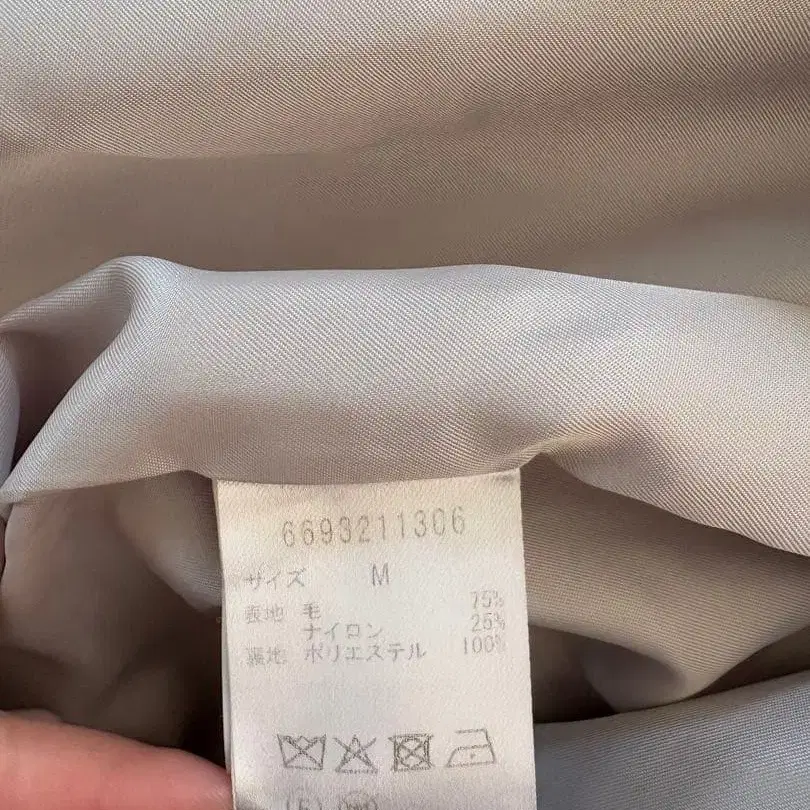 6693211306
サイズ M
表地 毛 75%
ナイロン 25%
裏地 ポリエステル 100%